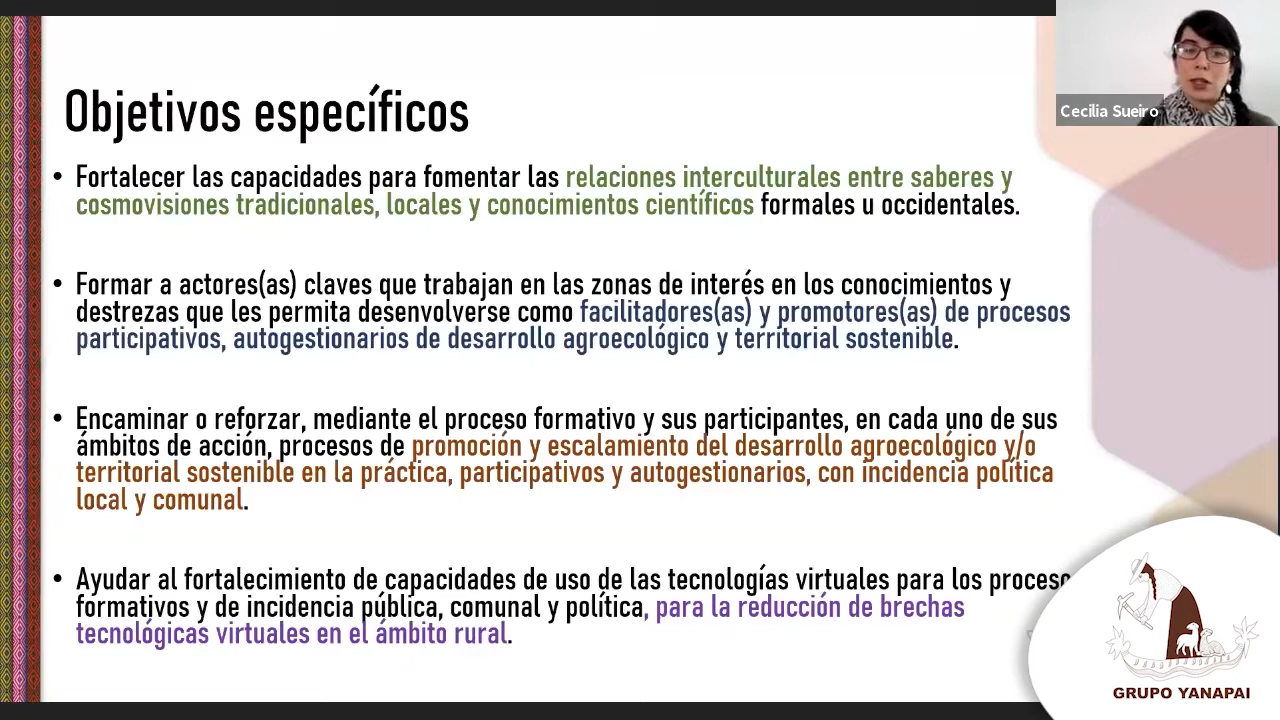 Cecilia Sueiro
Objetivos específicos
• Fortalecer las capacidades para fomentar las relaciones interculturales entre saberes y
cosmovisiones tradicionales, locales y conocimientos científicos formales u occidentales.
• Formar a actores(as) claves que trabajan en las zonas de interés en los conocimientos y
destrezas que les permita desenvolverse como facilitadores(as) y promotores(as) de procesos
participativos, autogestionarios de desarrollo agroecológico y territorial sostenible.
• Encaminar o reforzar, mediante el proceso formativo y sus participantes, en cada uno de sus
ámbitos de acción, procesos de promoción y escalamiento del desarrollo agroecológico y/o
territorial sostenible en la práctica, participativos y autogestionarios, con incidencia política
local y comunal.
• Ayudar al fortalecimiento de capacidades de uso de las tecnologías virtuales para los proceso
formativos y de incidencia pública, comunal y política, para la reducción de brechas
tecnológicas virtuales en el ámbito rural.
GRUPO YANAPAI